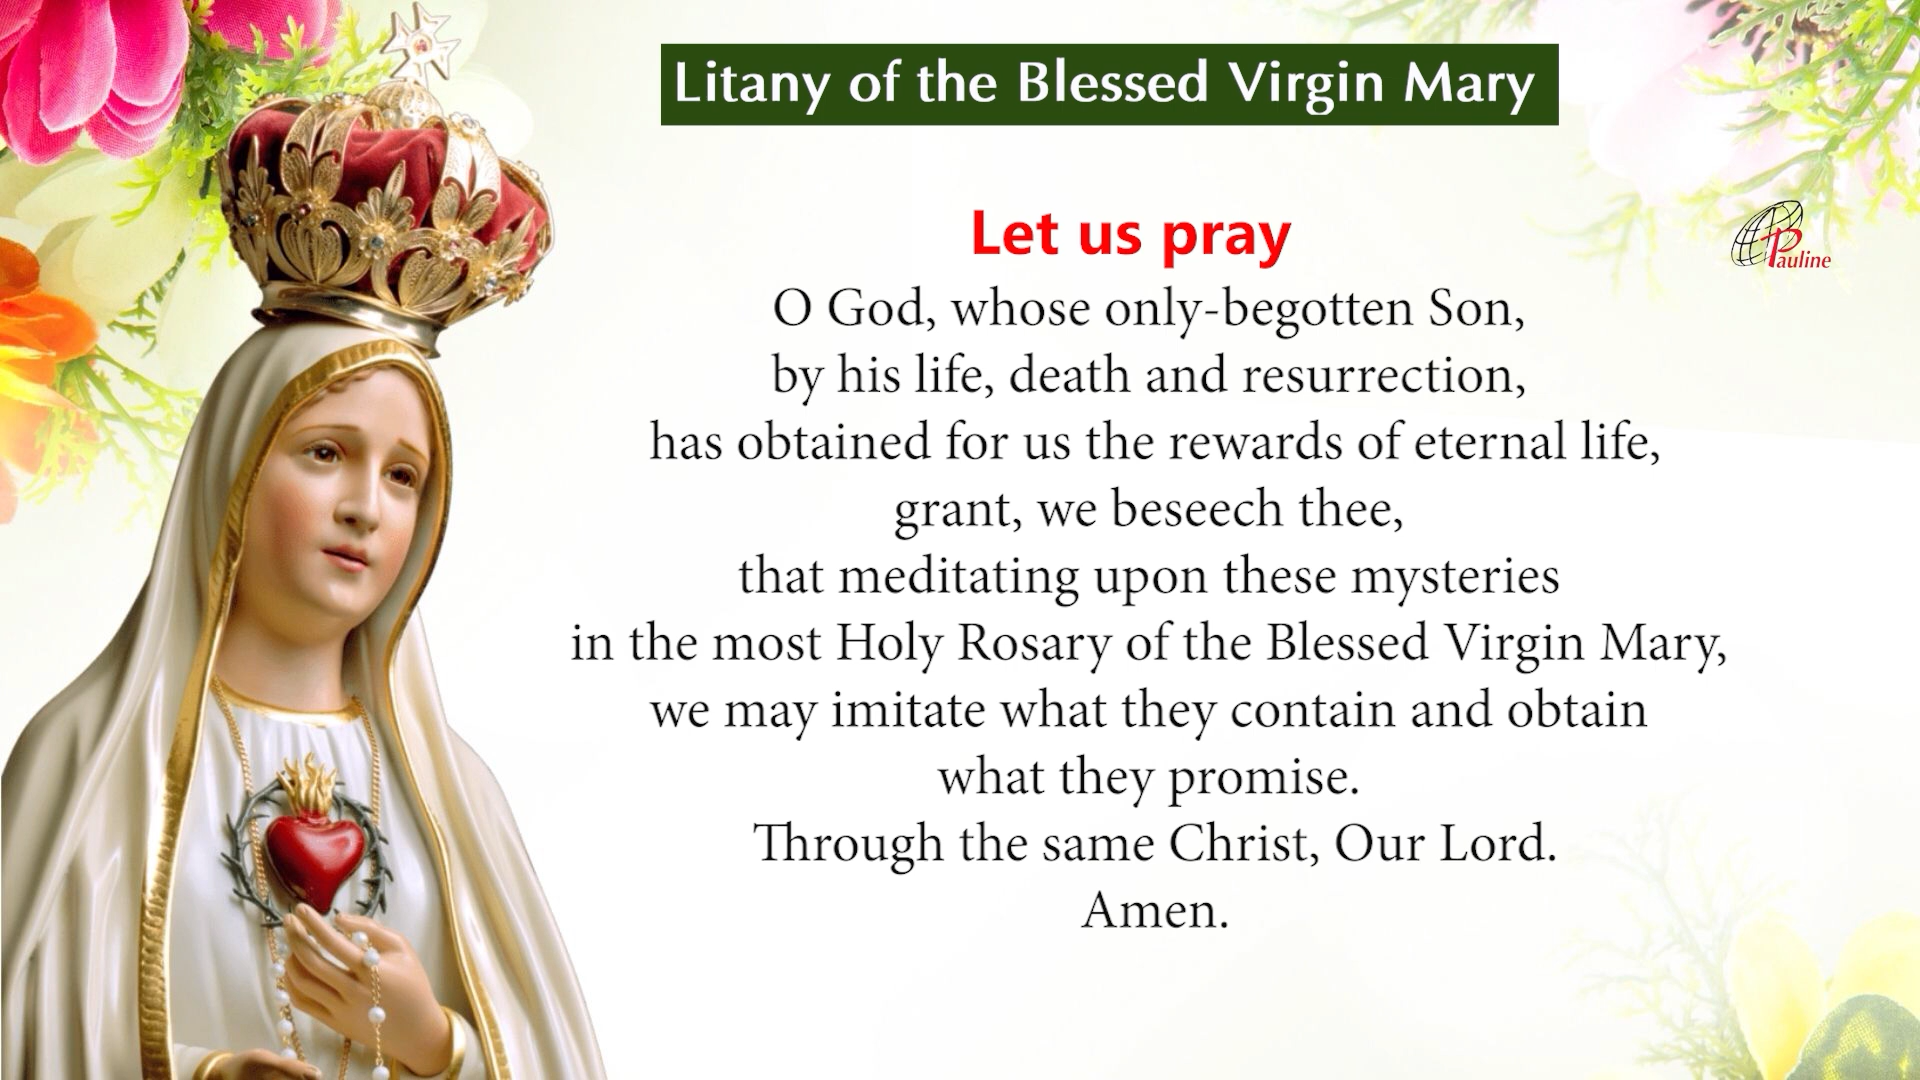 Litany of the Blessed Virgin Mary
Let us pray
O God, whose only-begotten Son,
by his life, death and resurrection,
has obtained for us the rewards of eternal life,
grant, we beseech thee,
that meditating upon these mysteries
in the most Holy Rosary of the Blessed Virgin Mary,
we may imitate what they contain and obtain
what they promise.
Through the same Christ, Our Lord.
Amen.
Pauline